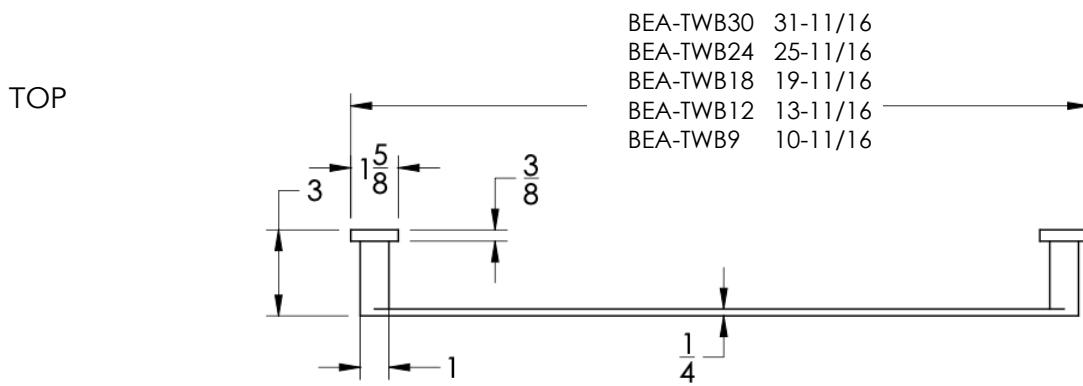 BEA-TWB30 31-11/16
BEA-TWB24 25-11/16
TOP
BEA-TWB18 19-11/16
BEA-TWB12 13-11/16
BEA-TWB9 10-11/16
1 5/8
3/8
3
1
1/4